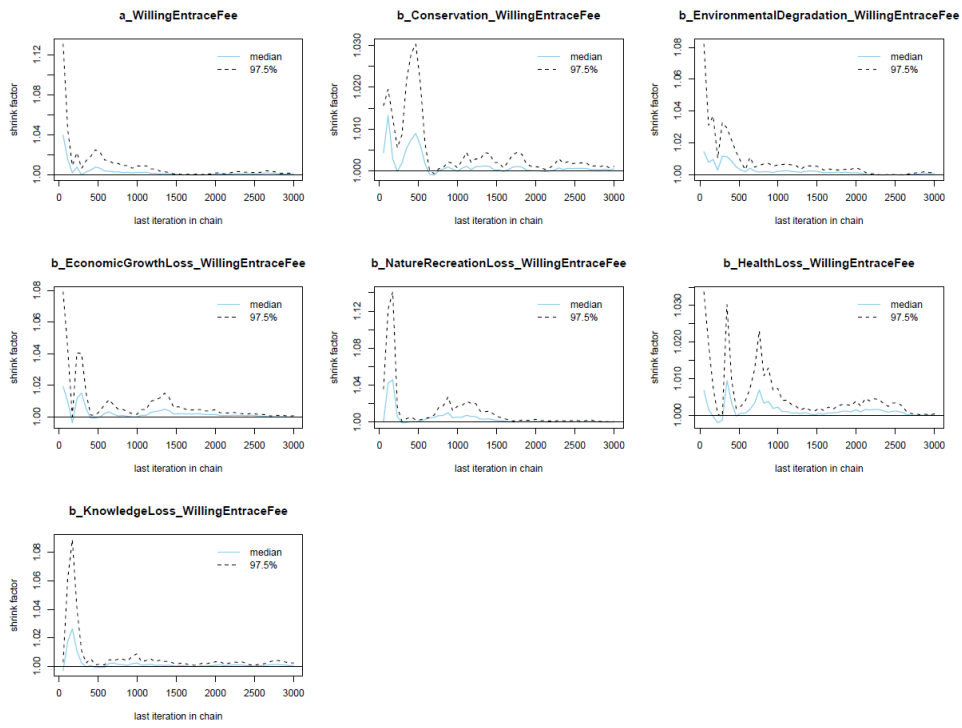 a_WillingEntraceFee
shrink factor
1.00 1.04 1.08 1.12
median
97.5%
0 500 1000 1500 2000 2500 3000
last iteration in chain
b_Conservation_WillingEntraceFee
shrink factor
1.000 1.010 1.020 1.030
median
97.5%
0 500 1000 1500 2000 2500 3000
last iteration in chain
b_EnvironmentalDegradation_WillingEntraceFee
shrink factor
1.00 1.02 1.04 1.06 1.08
median
97.5%
0 500 1000 1500 2000 2500 3000
last iteration in chain
b_EconomicGrowthLoss_WillingEntraceFee
shrink factor
1.00 1.02 1.04 1.06 1.08
median
97.5%
0 500 1000 1500 2000 2500 3000
last iteration in chain
b_NatureRecreationLoss_WillingEntraceFee
shrink factor
1.00 1.04 1.08 1.12
median
97.5%
0 500 1000 1500 2000 2500 3000
last iteration in chain
b_HealthLoss_WillingEntraceFee
shrink factor
1.000 1.010 1.020 1.030
median
97.5%
0 500 1000 1500 2000 2500 3000
last iteration in chain
b_KnowledgeLoss_WillingEntraceFee
shrink factor
1.00 1.02 1.04 1.06 1.08
median
97.5%
0 500 1000 1500 2000 2500 3000
last iteration in chain